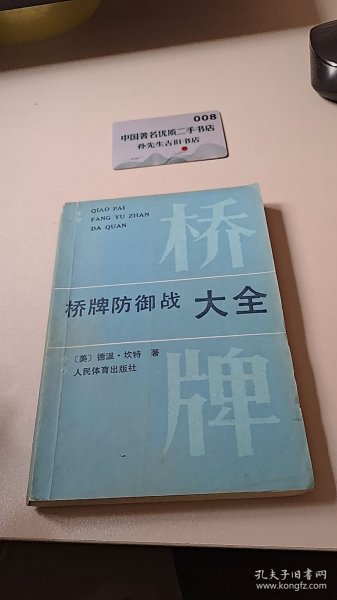 008
中国著名优质二手书店
孙先生古旧书店
QIAO PAI
FANG YU ZHAN
DA QUAN
桥
桥牌防御战 大全
〔美〕德温·坎特 著
人民体育出版社
牌
孔夫子旧书网
www.kongfz.com